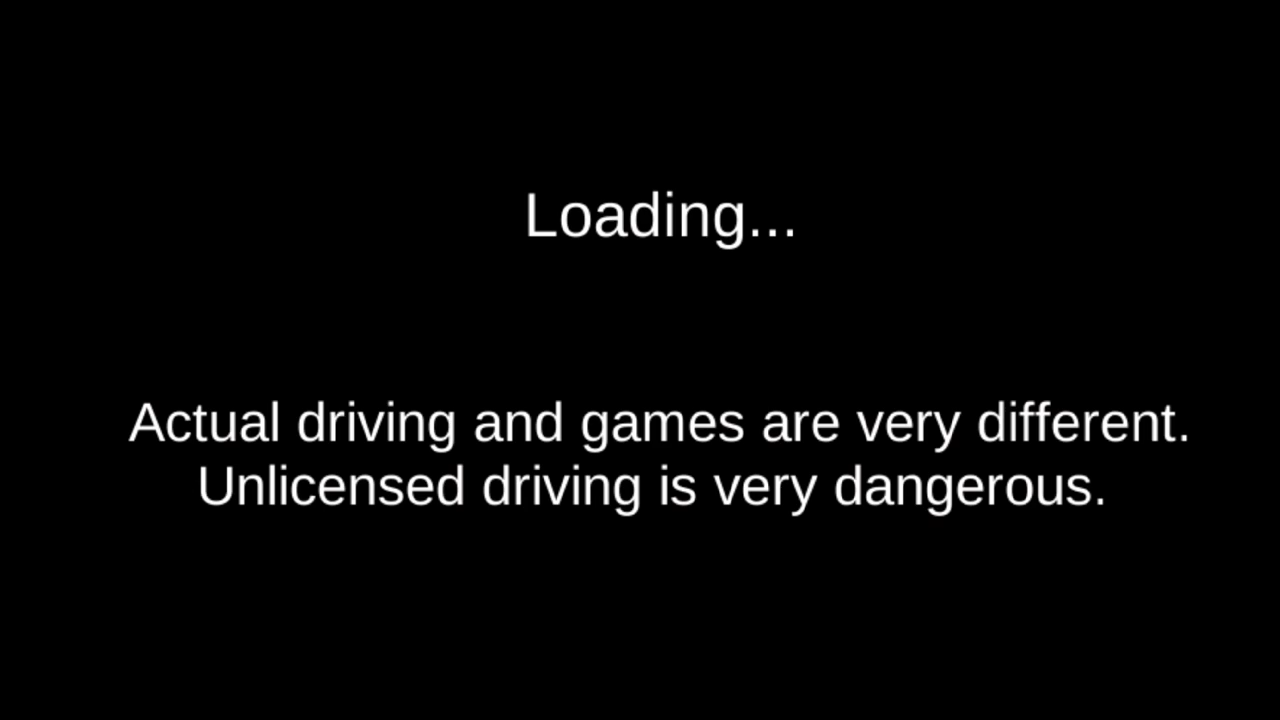 Loading...
Actual driving and games are very different.
Unlicensed driving is very dangerous.